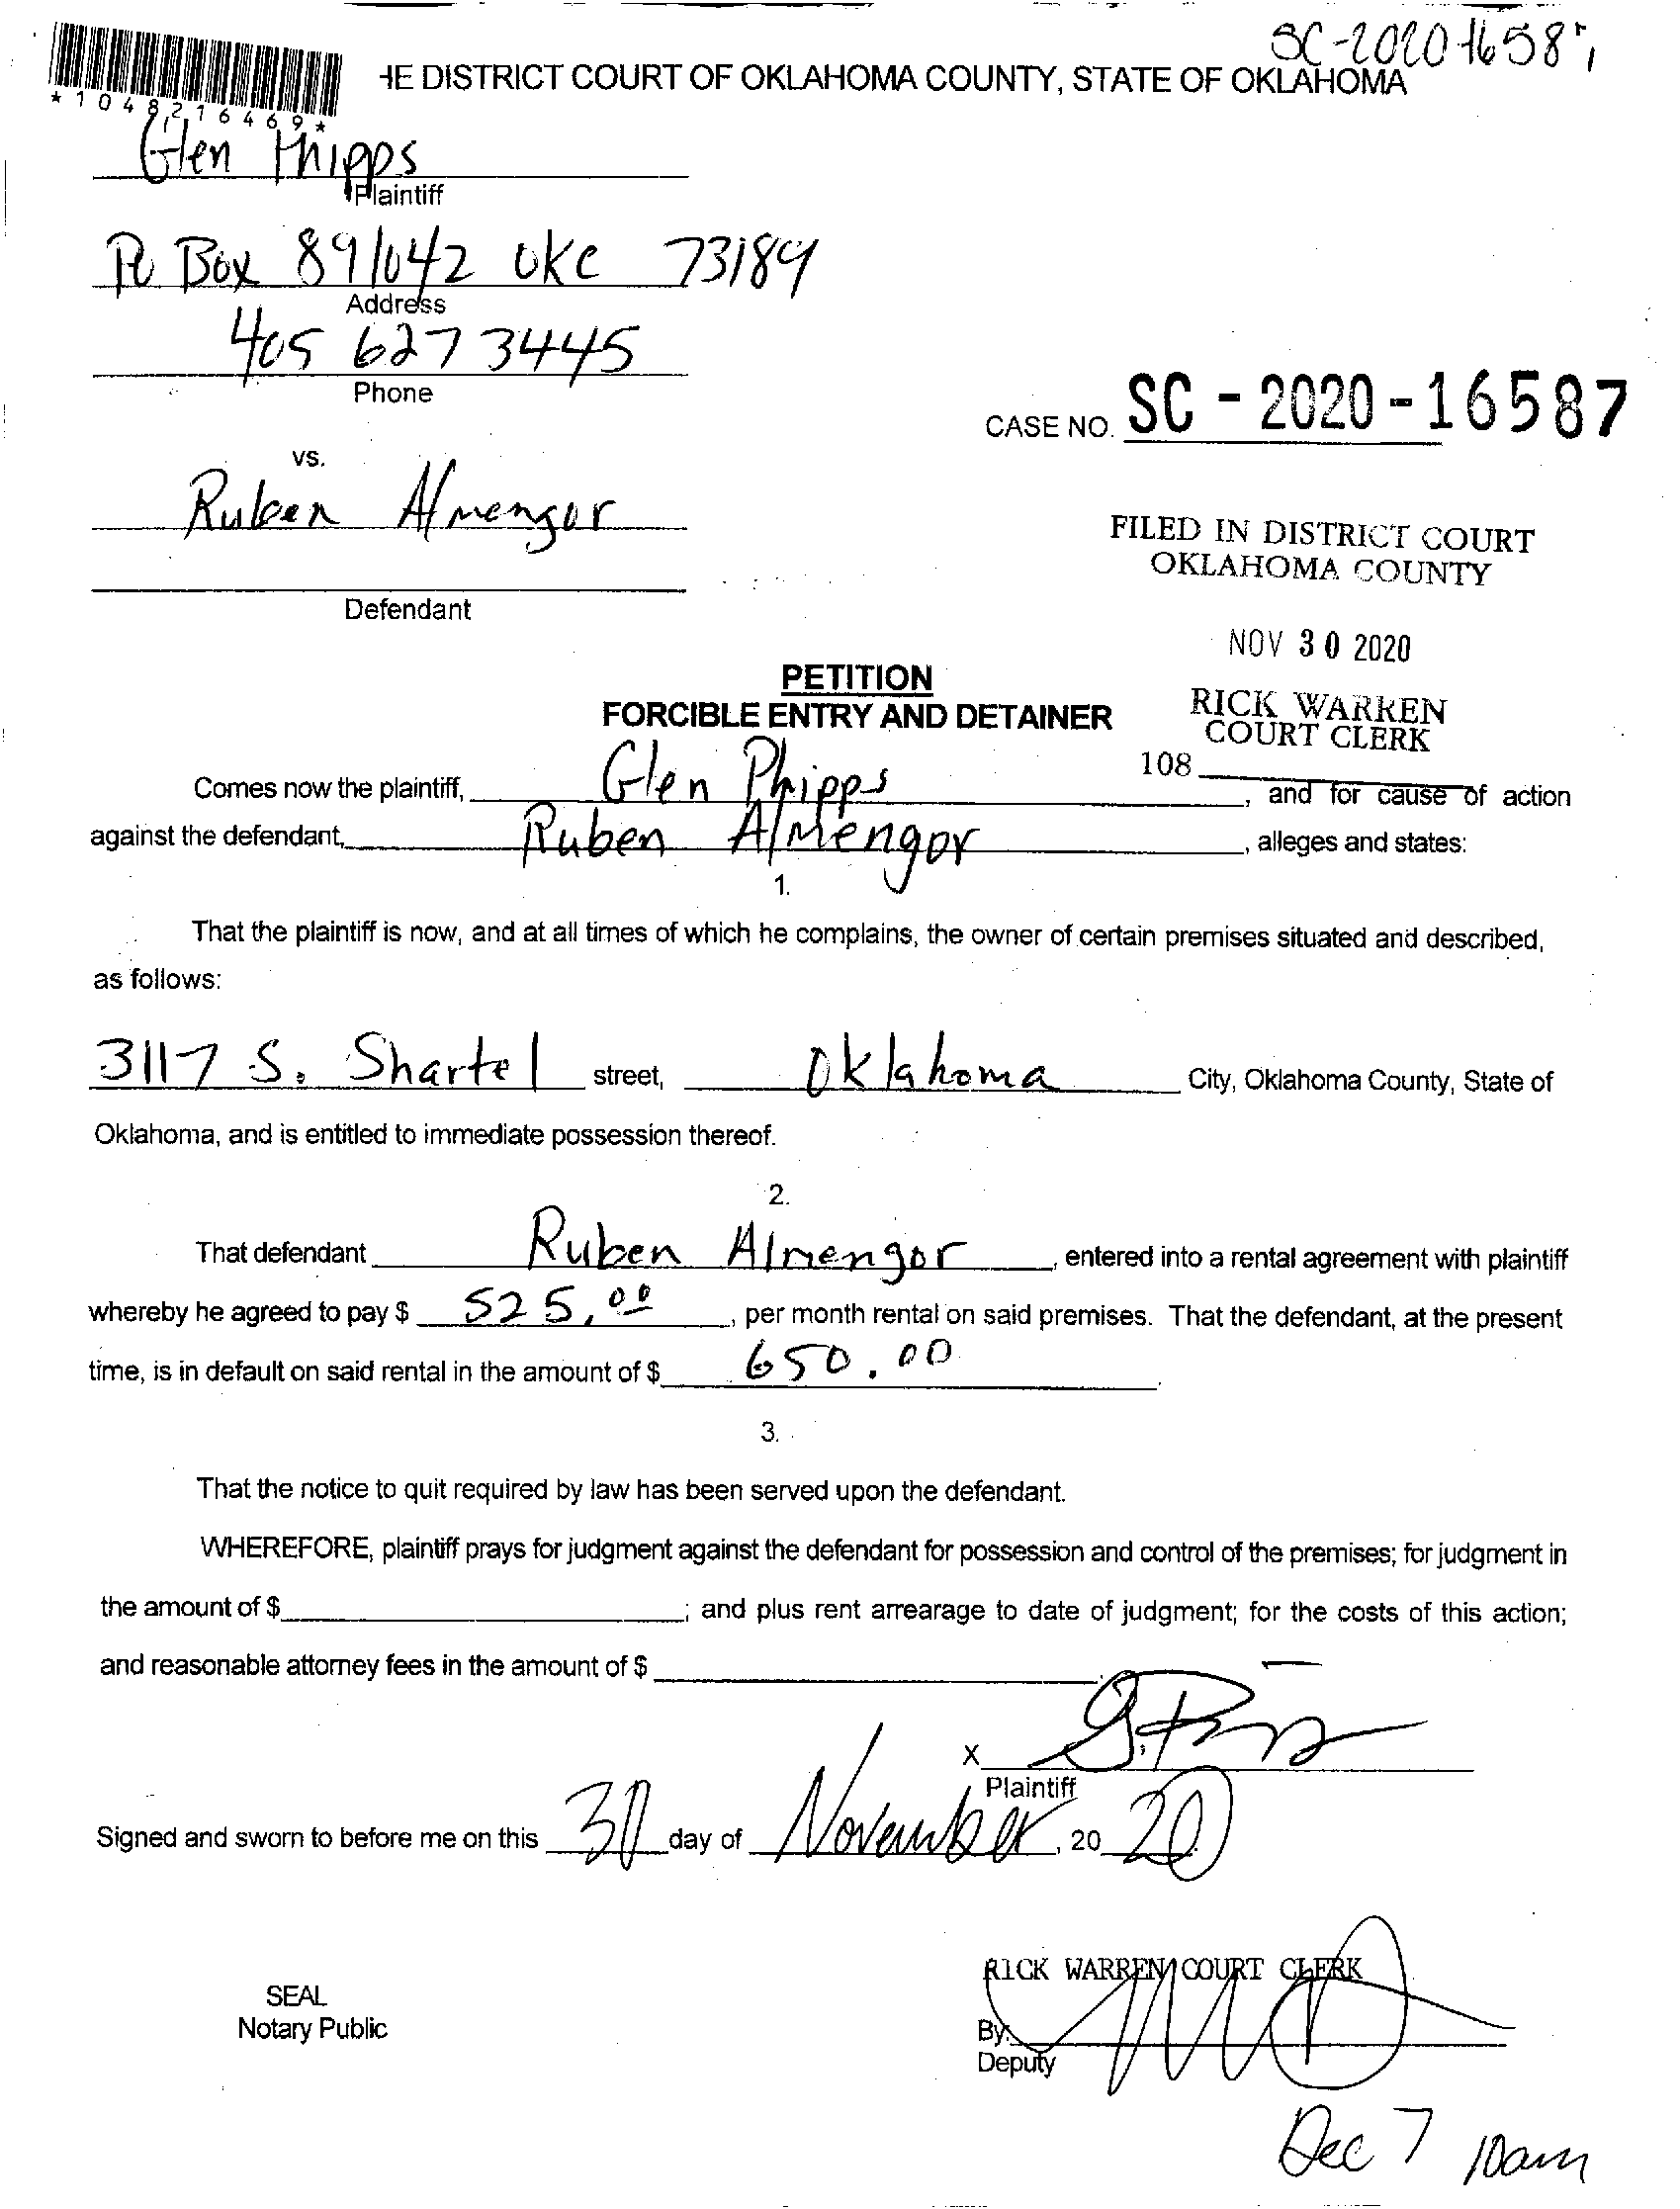 SC-2020-16587
*1048216469*
HE DISTRICT COURT OF OKLAHOMA COUNTY, STATE OF OKLAHOMA
Glen Phipps
Plaintiff
PO Box 891042 OKC 73189
Address
405 627 3445
Phone
CASE NO. SC - 2020 - 16587
vs.
Ruben Almengor
Defendant
FILED IN DISTRICT COURT
OKLAHOMA COUNTY
NOV 30 2020
RICK WARREN
COURT CLERK
108
PETITION
FORCIBLE ENTRY AND DETAINER
Comes now the plaintiff, Glen Phipps, and for cause of action
against the defendant, Ruben Almengor, alleges and states:
1.
That the plaintiff is now, and at all times of which he complains, the owner of certain premises situated and described,
as follows:
3117 S. Shartel street, Oklahoma City, Oklahoma County, State of
Oklahoma, and is entitled to immediate possession thereof.
2.
That defendant Ruben Almengor, entered into a rental agreement with plaintiff
whereby he agreed to pay $ 525.00, per month rental on said premises. That the defendant, at the present
time, is in default on said rental in the amount of $ 650.00.
3.
That the notice to quit required by law has been served upon the defendant.
WHEREFORE, plaintiff prays for judgment against the defendant for possession and control of the premises; for judgment in
the amount of $ ; and plus rent arrearage to date of judgment; for the costs of this action;
and reasonable attorney fees in the amount of $
X
Plaintiff
Signed and sworn to before me on this 30 day of November, 20 20
RICK WARREN COURT CLERK
SEAL
Notary Public
By:
Deputy
Dec 7 10am